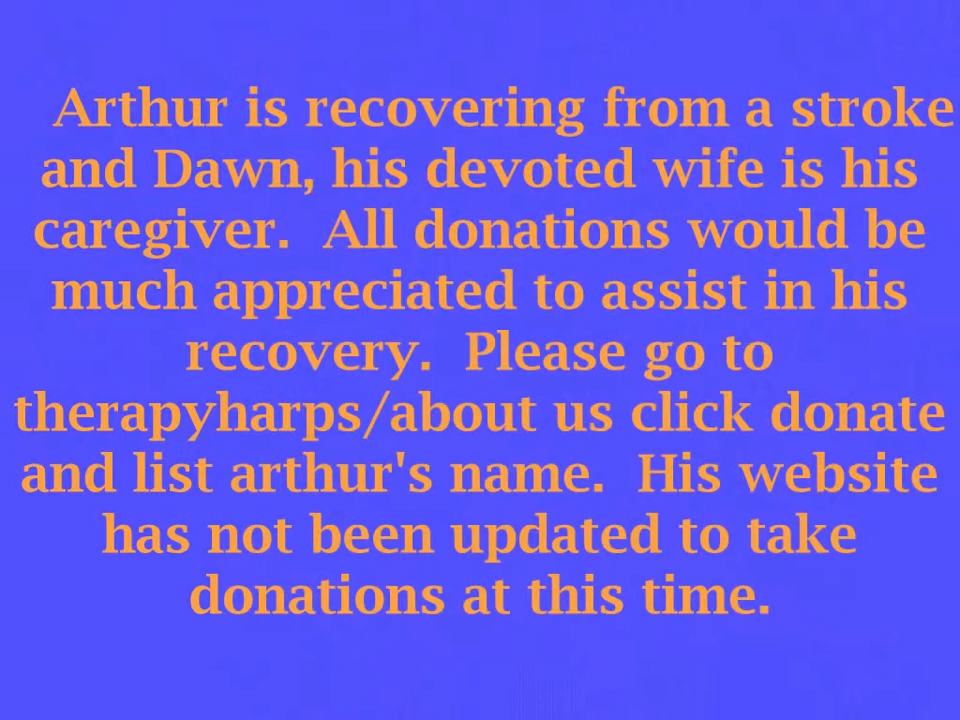 Arthur is recovering from a stroke
and Dawn, his devoted wife is his
caregiver.  All donations would be
much appreciated to assist in his
recovery.  Please go to
therapyharps/about us click donate
and list arthur's name.  His website
has not been updated to take
donations at this time.